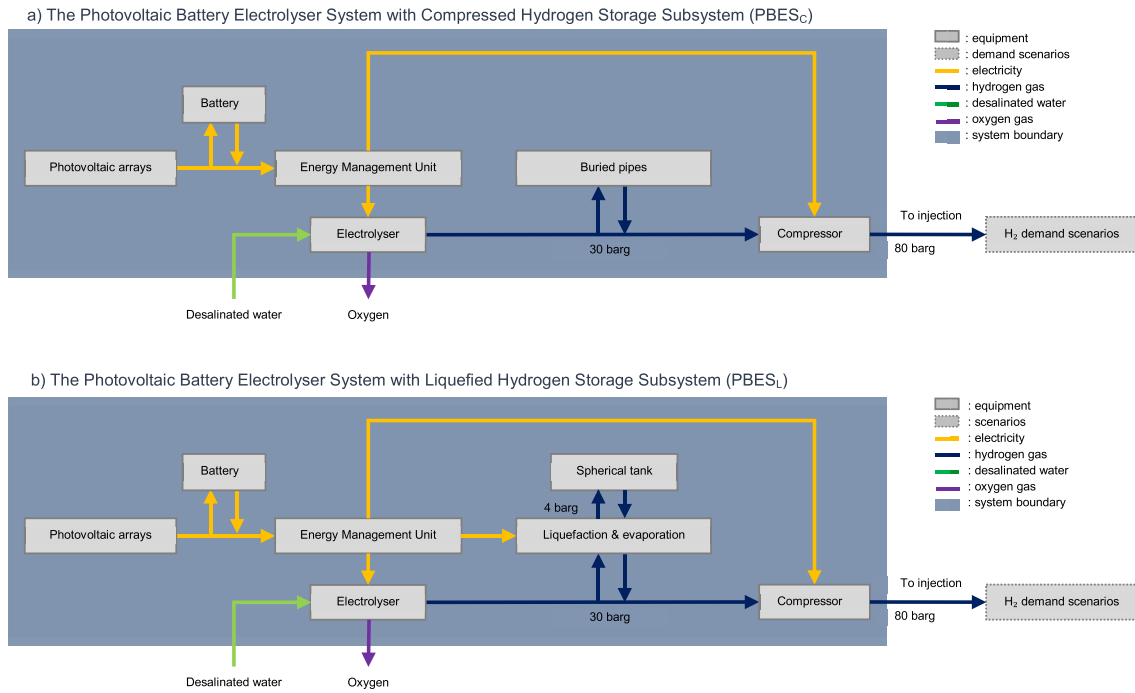 a) The Photovoltaic Battery Electrolyser System with Compressed Hydrogen Storage Subsystem (PBESC)
: equipment
: demand scenarios
: electricity
: hydrogen gas
: desalinated water
: oxygen gas
: system boundary
Battery
Photovoltaic arrays
Energy Management Unit
Buried pipes
Electrolyser
30 barg
Compressor
To injection
80 barg
H2 demand scenarios
Desalinated water
Oxygen
b) The Photovoltaic Battery Electrolyser System with Liquefied Hydrogen Storage Subsystem (PBESL)
: equipment
: scenarios
: electricity
: hydrogen gas
: desalinated water
: oxygen gas
: system boundary
Battery
Spherical tank
4 barg
Photovoltaic arrays
Energy Management Unit
Liquefaction & evaporation
Electrolyser
30 barg
Compressor
To injection
80 barg
H2 demand scenarios
Desalinated water
Oxygen